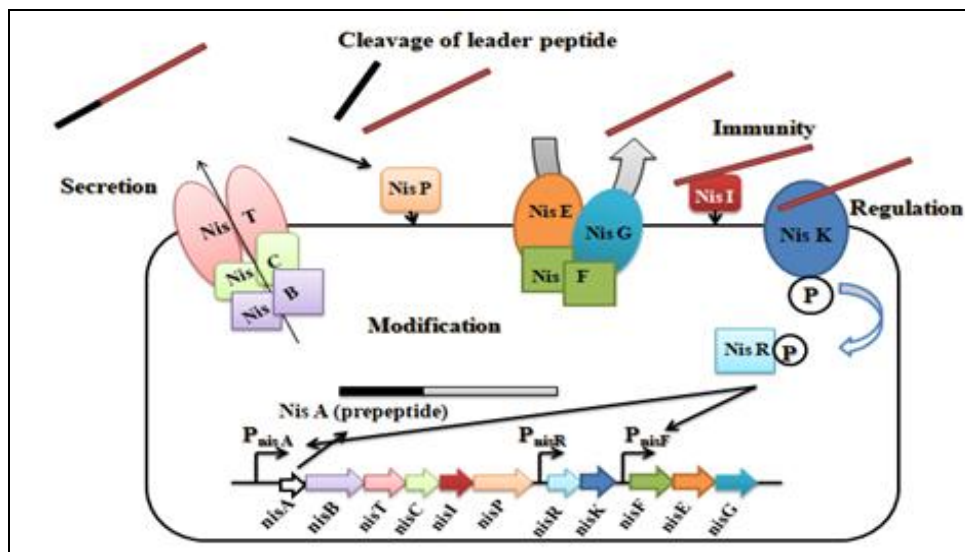 Cleavage of leader peptide
Immunity
Secretion
Nis P
Nis T
Nis E
Nis G
Nis I
Nis K
Regulation
Nis C
Nis B
Nis F
P
Modification
Nis R P
Nis A (prepeptide)
PnisA PnisR PnisF
nisA nisB nisT nisC nisI nisP nisR nisK nisF nisE nisG